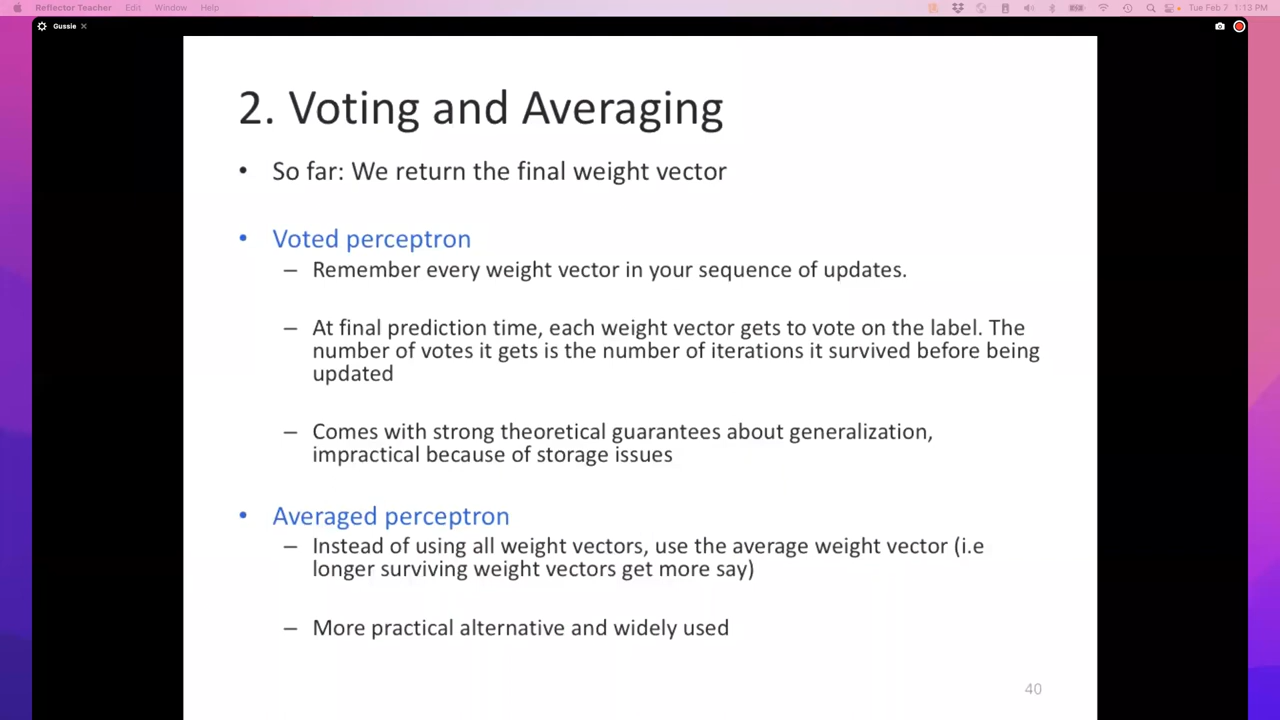 Reflector Teacher Edit Window Help Tue Feb 7 1:13 PM
Gussie
2. Voting and Averaging
• So far: We return the final weight vector
• Voted perceptron
– Remember every weight vector in your sequence of updates.
– At final prediction time, each weight vector gets to vote on the label. The
number of votes it gets is the number of iterations it survived before being
updated
– Comes with strong theoretical guarantees about generalization,
impractical because of storage issues
• Averaged perceptron
– Instead of using all weight vectors, use the average weight vector (i.e
longer surviving weight vectors get more say)
– More practical alternative and widely used
40